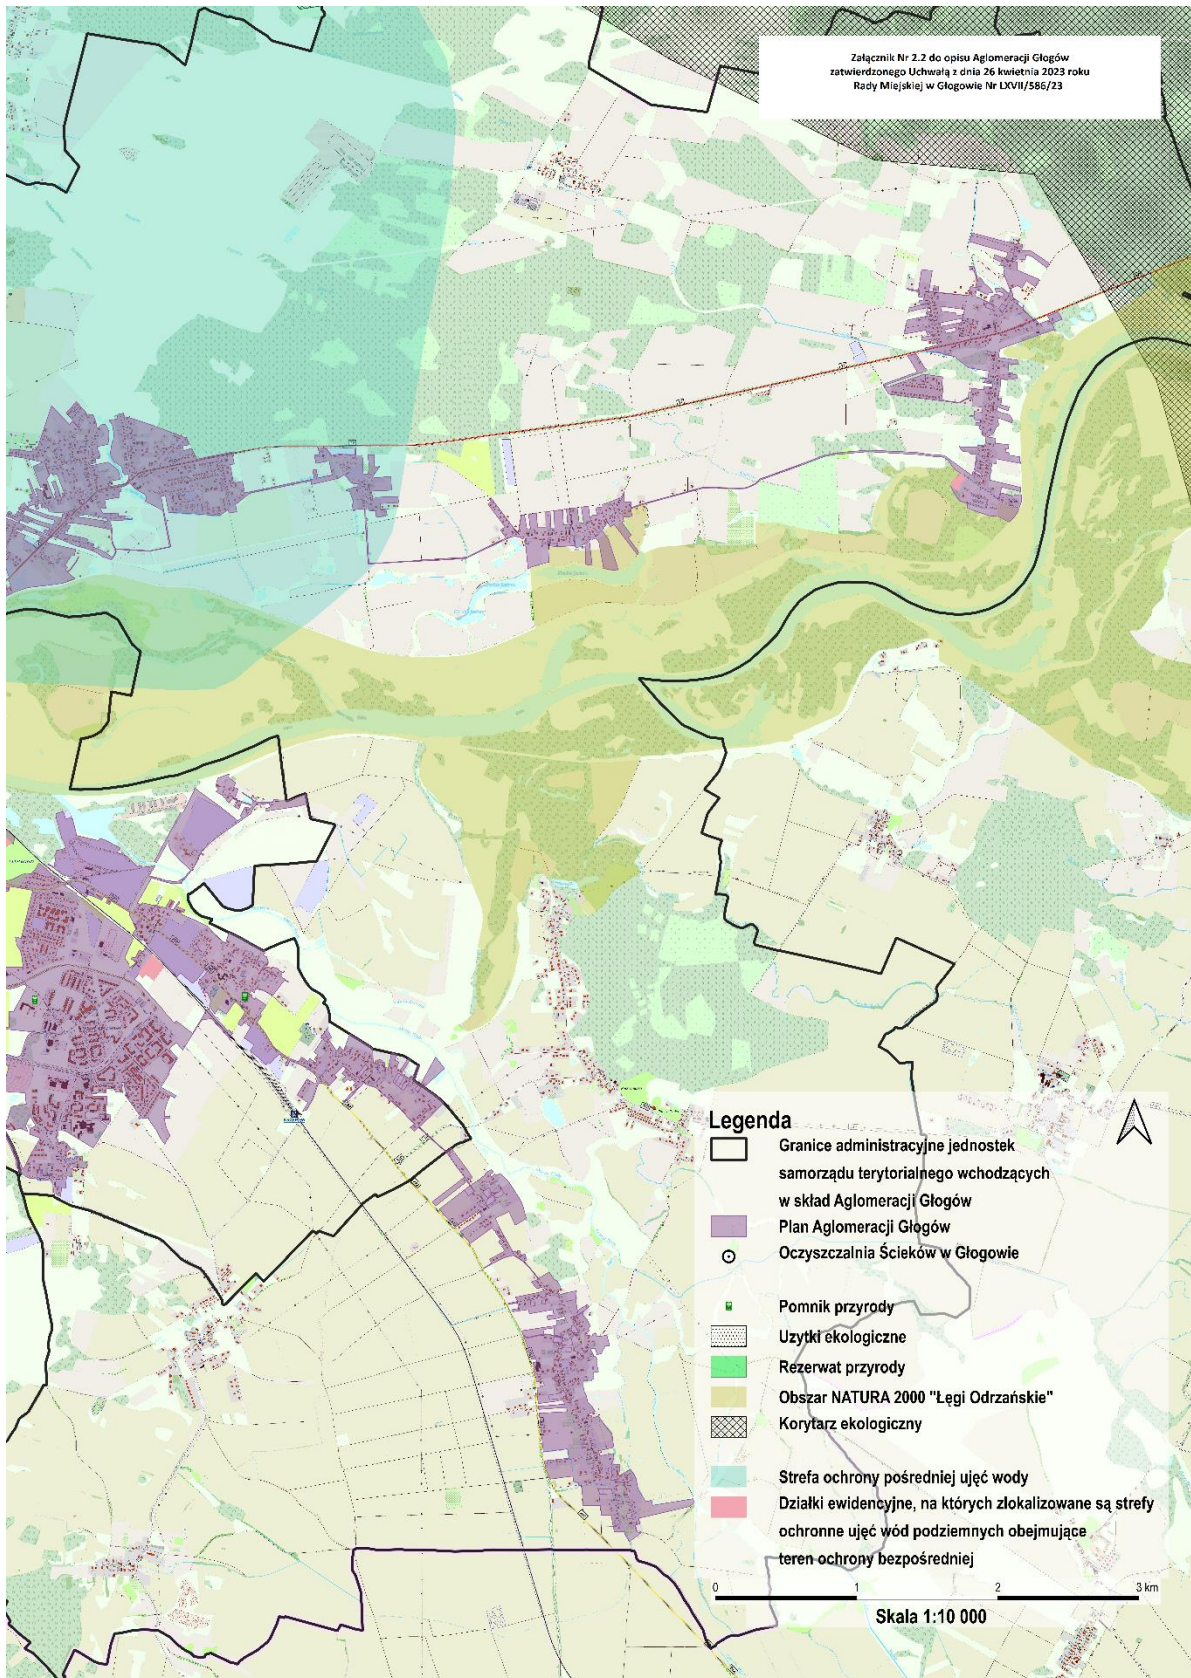 Załącznik Nr 2.2 do opisu Aglomeracji Głogów
zatwierdzonego Uchwałą z dnia 26 kwietnia 2023 roku
Rady Miejskiej w Głogowie Nr LXVII/586/23
Legenda
Granice administracyjne jednostek
samorządu terytorialnego wchodzących
w skład Aglomeracji Głogów
Plan Aglomeracji Głogów
Oczyszczalnia Ścieków w Głogowie
Pomnik przyrody
Uzytki ekologiczne
Rezerwat przyrody
Obszar NATURA 2000 "Łęgi Odrzańskie"
Korytarz ekologiczny
Strefa ochrony pośredniej ujęć wody
Działki ewidencyjne, na których zlokalizowane są strefy
ochronne ujęć wód podziemnych obejmujące
teren ochrony bezpośredniej
0 1 2 3 km
Skala 1:10 000